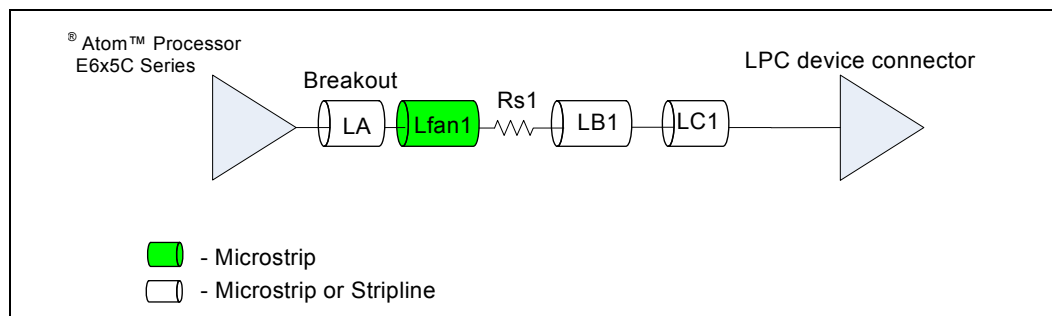 ® Atom™ Processor
E6x5C Series
LPC device connector
Breakout
Rs1
LA
Lfan1
LB1
LC1
- Microstrip
- Microstrip or Stripline